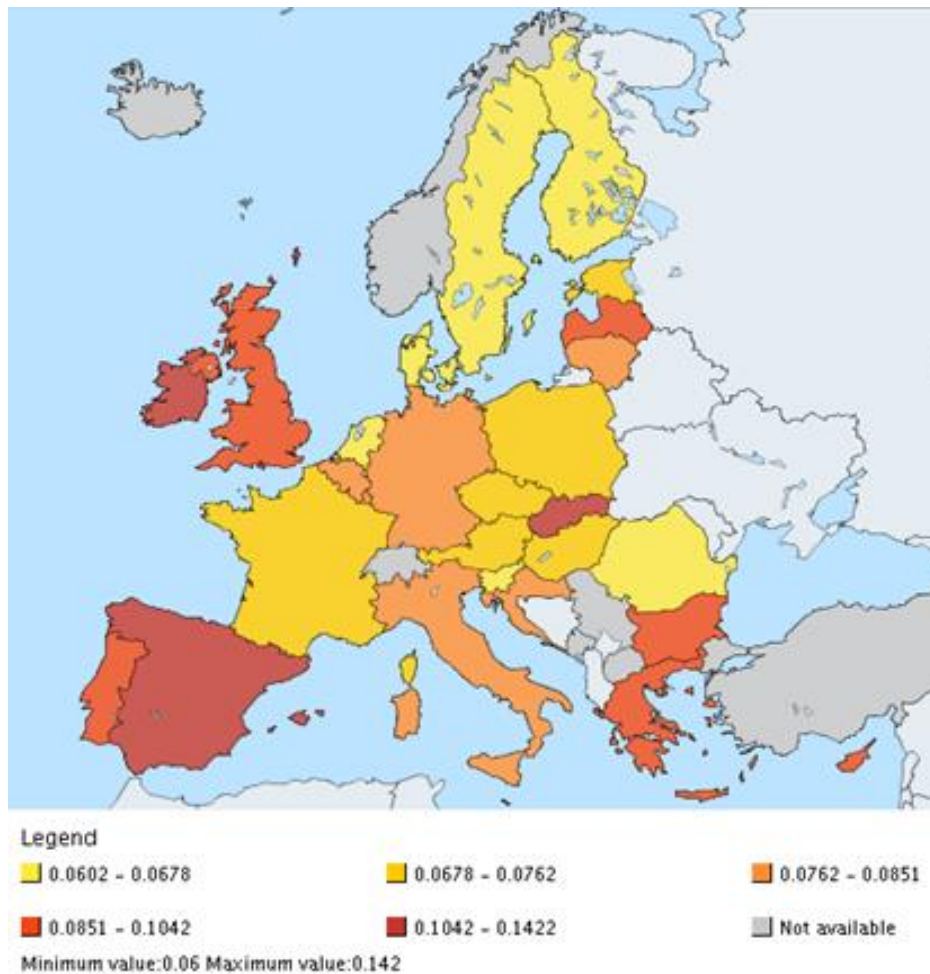 Legend
0.0602 - 0.0678 0.0678 - 0.0762 0.0762 - 0.0851
0.0851 - 0.1042 0.1042 - 0.1422 Not available
Minimum value:0.06 Maximum value:0.142